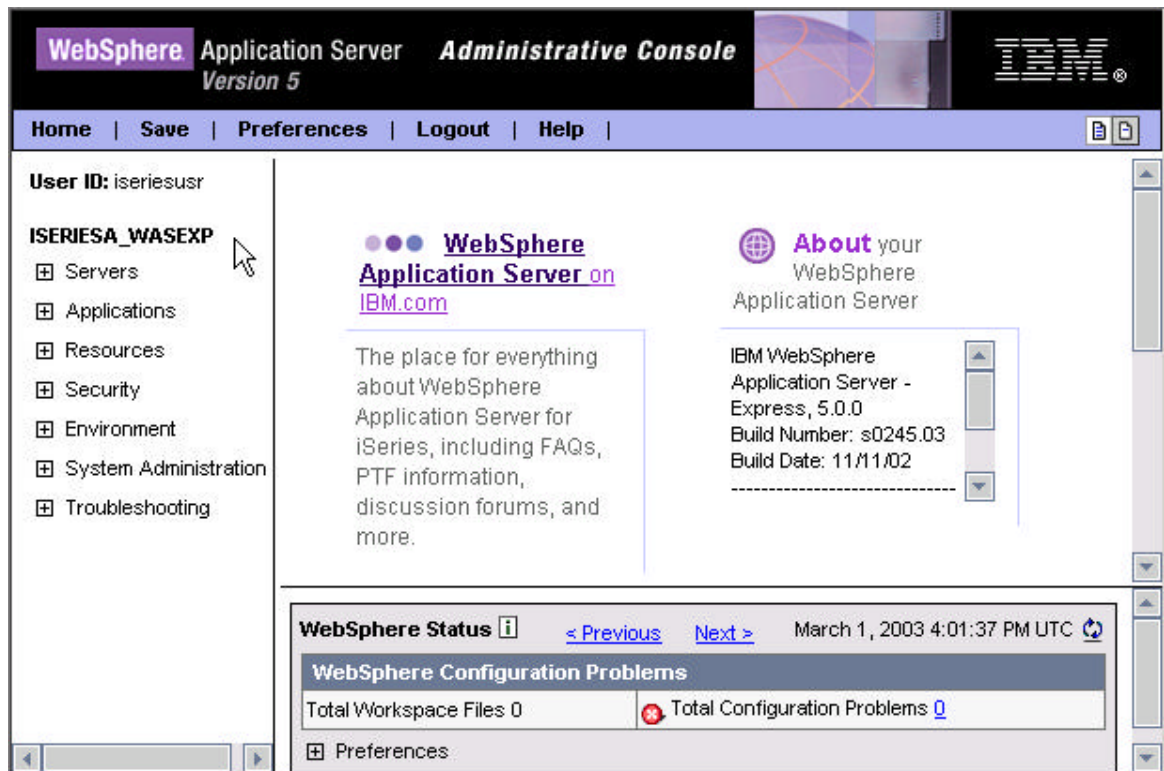 WebSphere. Application Server Administrative Console
Version 5
IBM®
Home | Save | Preferences | Logout | Help |
User ID: iseriesusr
ISERIESA_WASEXP
Servers
Applications
Resources
Security
Environment
System Administration
Troubleshooting
WebSphere
Application Server on
IBM.com
The place for everything
about WebSphere
Application Server for
iSeries, including FAQs,
PTF information,
discussion forums, and
more.
About your
WebSphere
Application Server
IBM WebSphere
Application Server -
Express, 5.0.0
Build Number: s0245.03
Build Date: 11/11/02
------------------------------
WebSphere Status i < Previous Next > March 1, 2003 4:01:37 PM UTC
WebSphere Configuration Problems
Total Workspace Files 0 Total Configuration Problems 0
Preferences